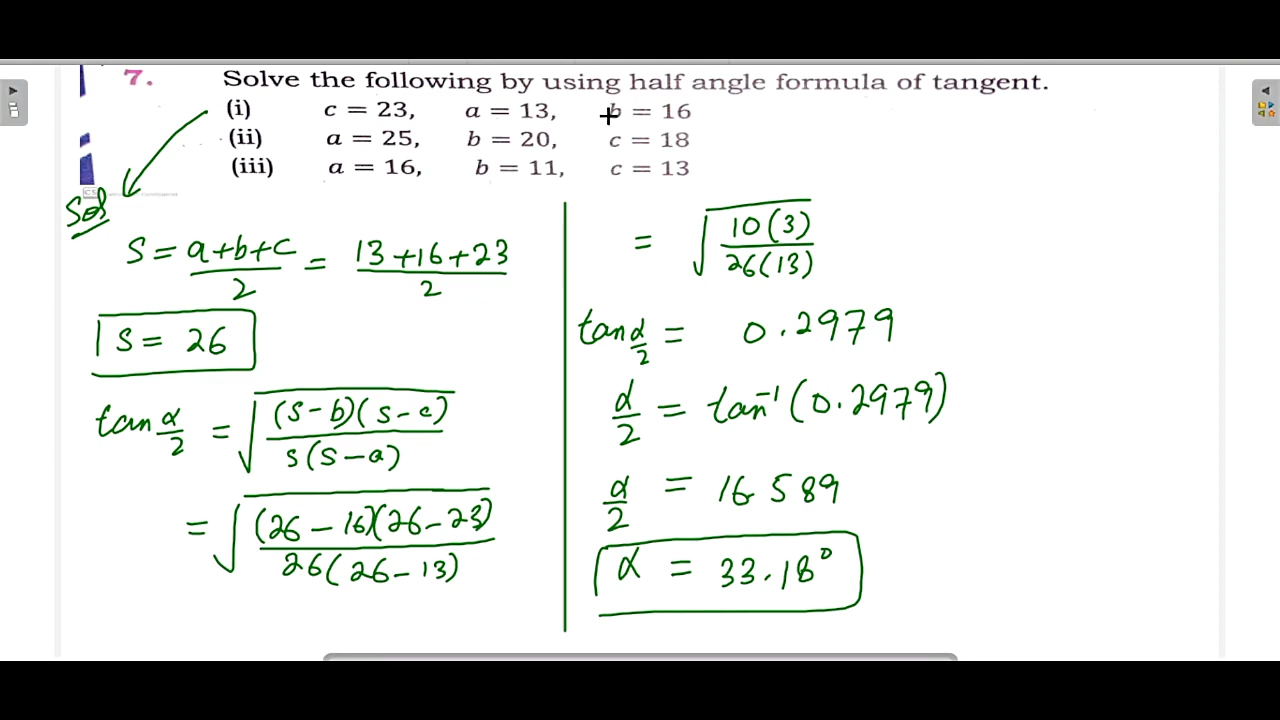 7. Solve the following by using half angle formula of tangent.
(i) c = 23, a = 13, b = 16
(ii) a = 25, b = 20, c = 18
(iii) a = 16, b = 11, c = 13
CS
Sol
S = a+b+c/2 = 13+16+23/2
S = 26
tan α/2 = √((S-b)(S-c)/S(S-a))
= √((26-16)(26-23)/26(26-13))
= √(10(3)/26(13))
tan α/2 = 0.2979
α/2 = tan⁻¹(0.2979)
α/2 = 16.589
α = 33.18°